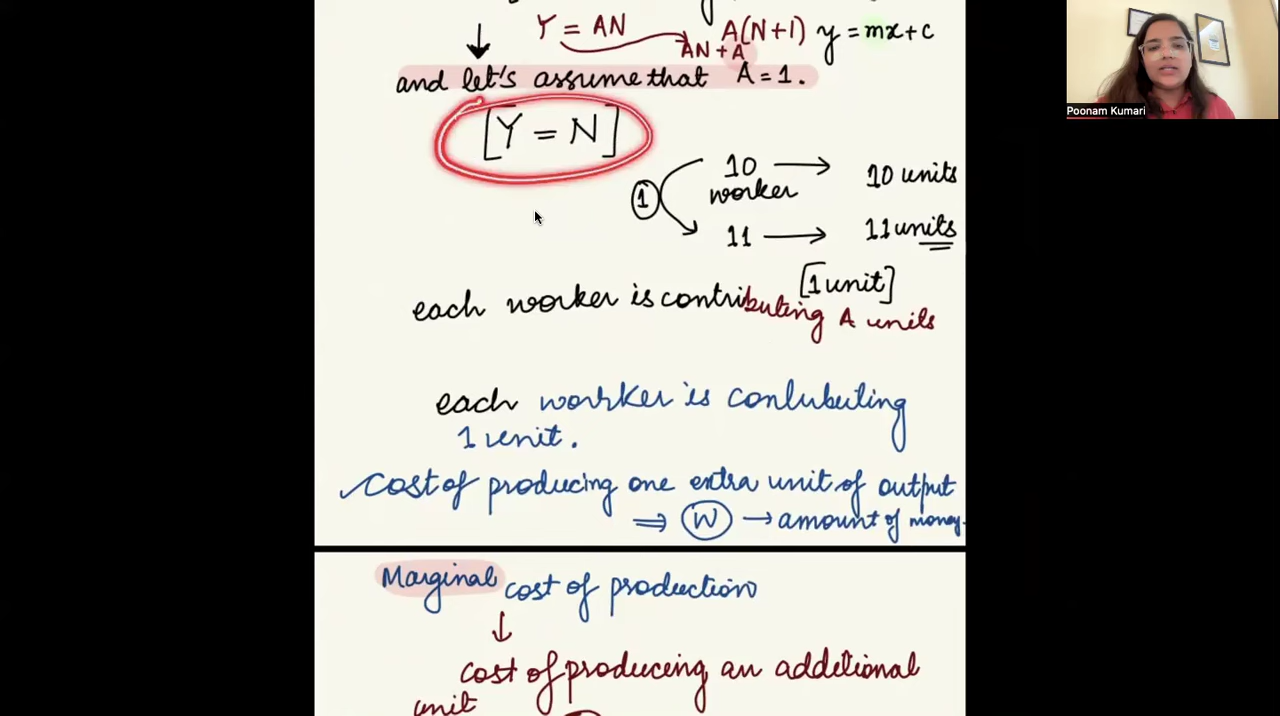 Y = AN A(N+1) y = mx + c
AN + A
and let's assume that A = 1.
[Y = N]
10 → 10 units
1 worker
11 → 11 units
[1 unit]
each worker is contributing A units
each worker is contubuting
1 unit.
✓cost of producing one extra unit of output
⇒ W → amount of money.
Marginal cost of production
↓
cost of producing an additional
unit
Poonam Kumari